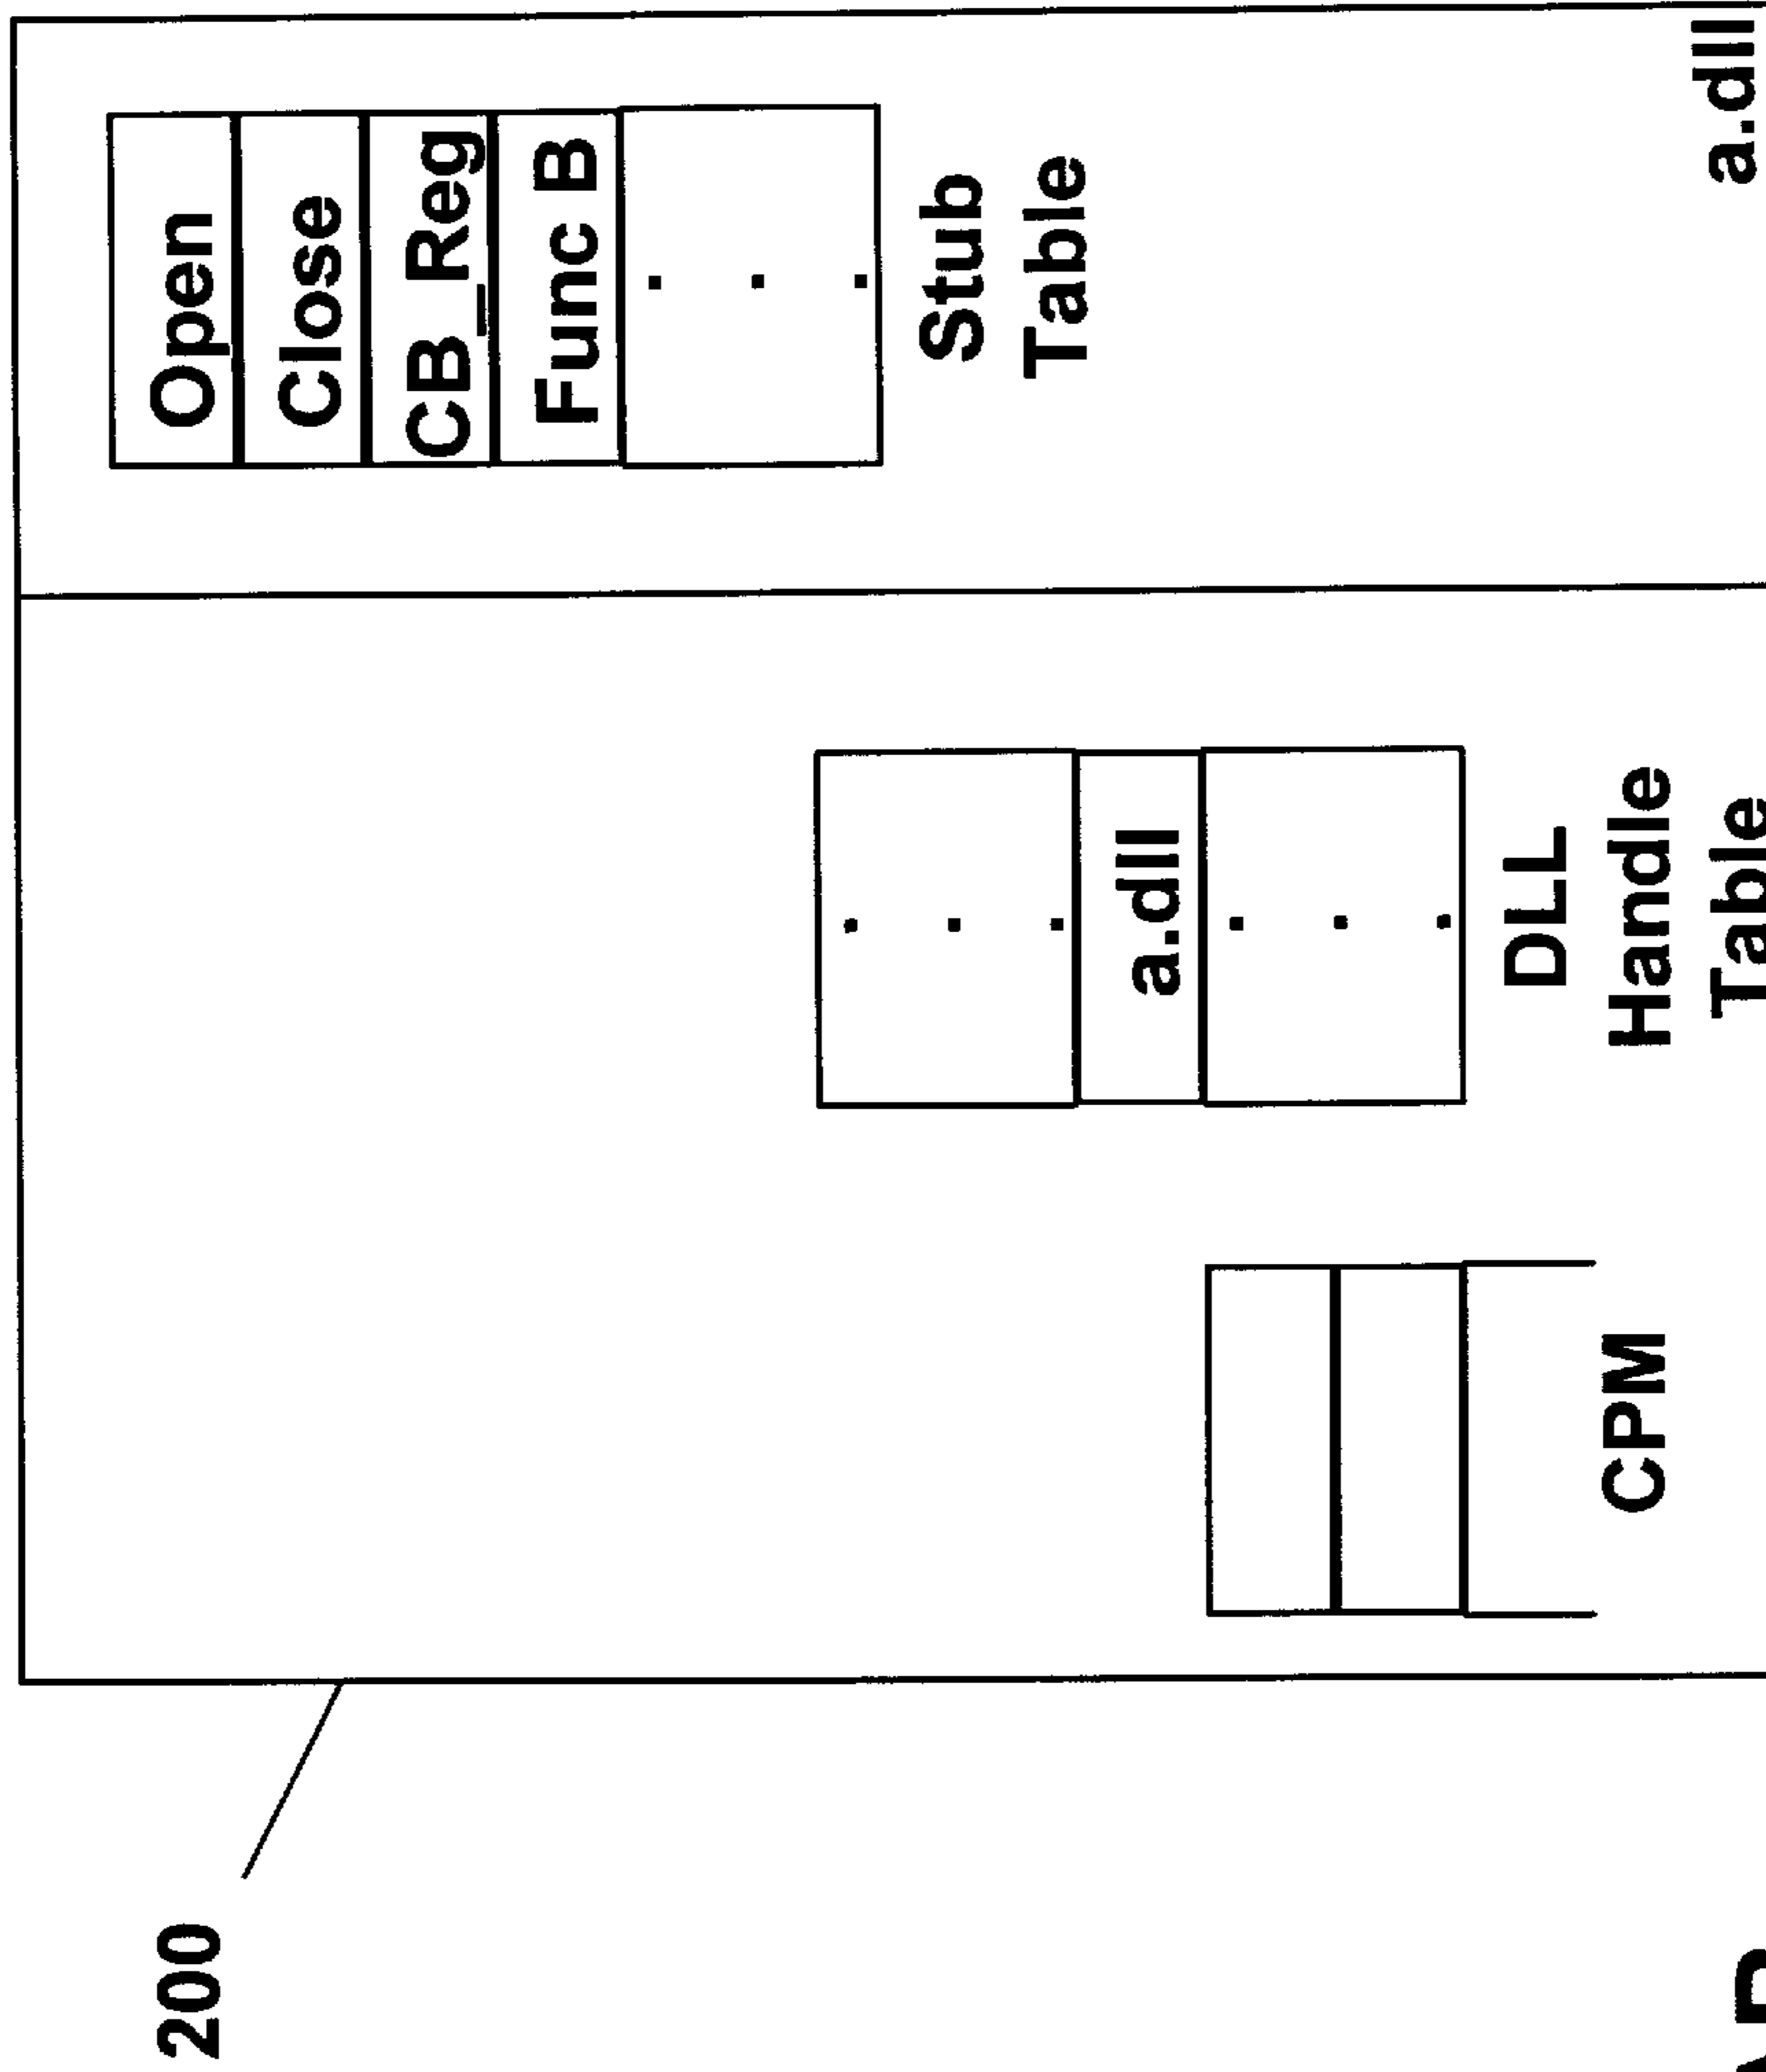 200
CPM
a.dll
DLL
Handle
Table
Open
Close
CB_Reg
Func B
Stub
Table
a.dll